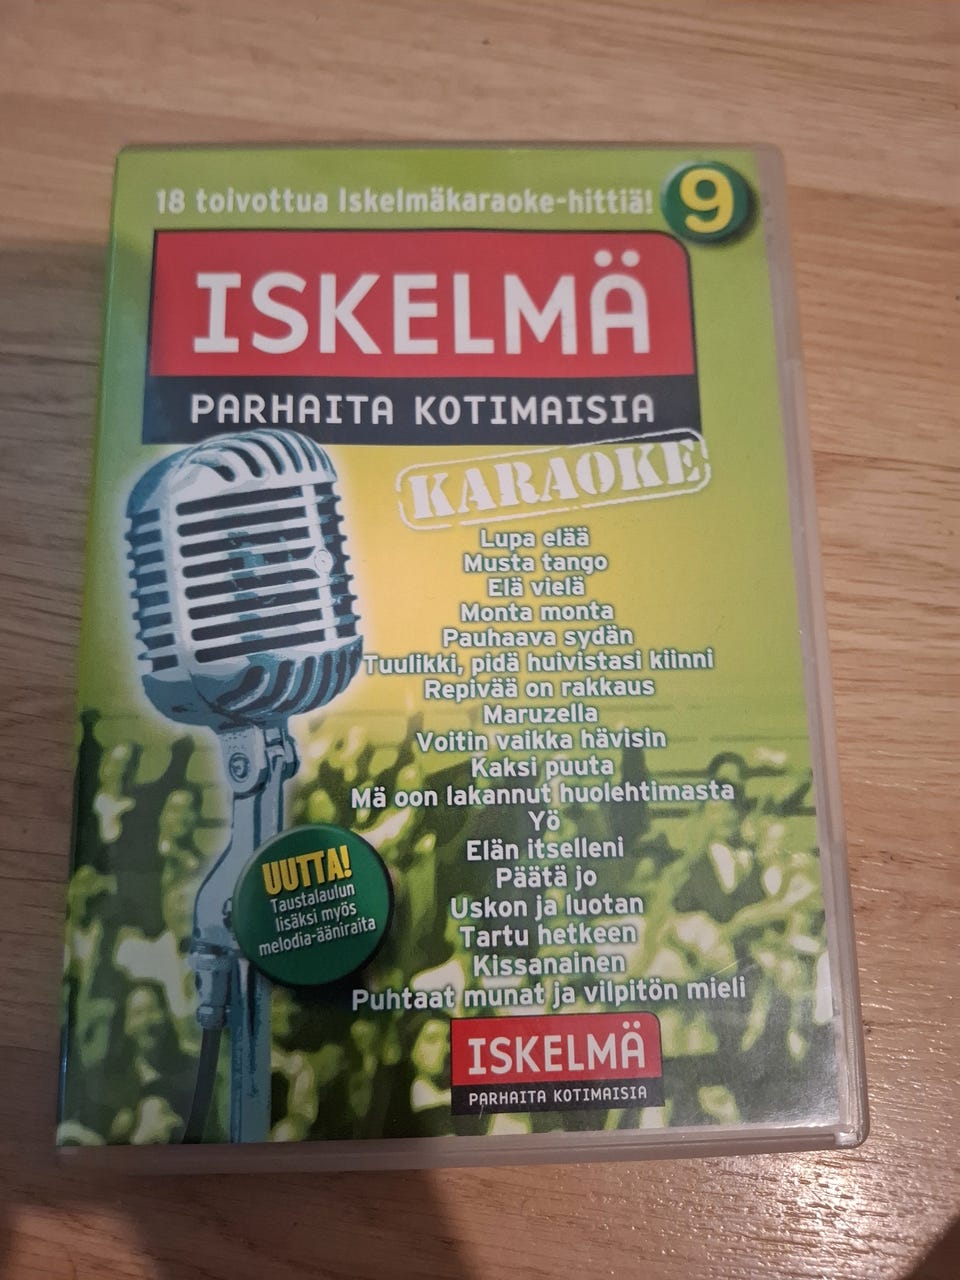 18 toivottua Iskelmäkaraoke-hittiä!
9
ISKELMÄ
PARHAITA KOTIMAISIA
KARAOKE
Lupa elää
Musta tango
Elä vielä
Monta monta
Pauhaava sydän
Tuulikki, pidä huivistasi kiinni
Repivää on rakkaus
Maruzella
Voitin vaikka hävisin
Kaksi puuta
Mä oon lakannut huolehtimasta
Yö
Elän itselleni
Päätä jo
Uskon ja luotan
Tartu hetkeen
Kissanainen
Puhtaat munat ja vilpitön mieli
UUTTA!
Taustalaulun
lisäksi myös
melodia-ääniraita
ISKELMÄ
PARHAITA KOTIMAISIA